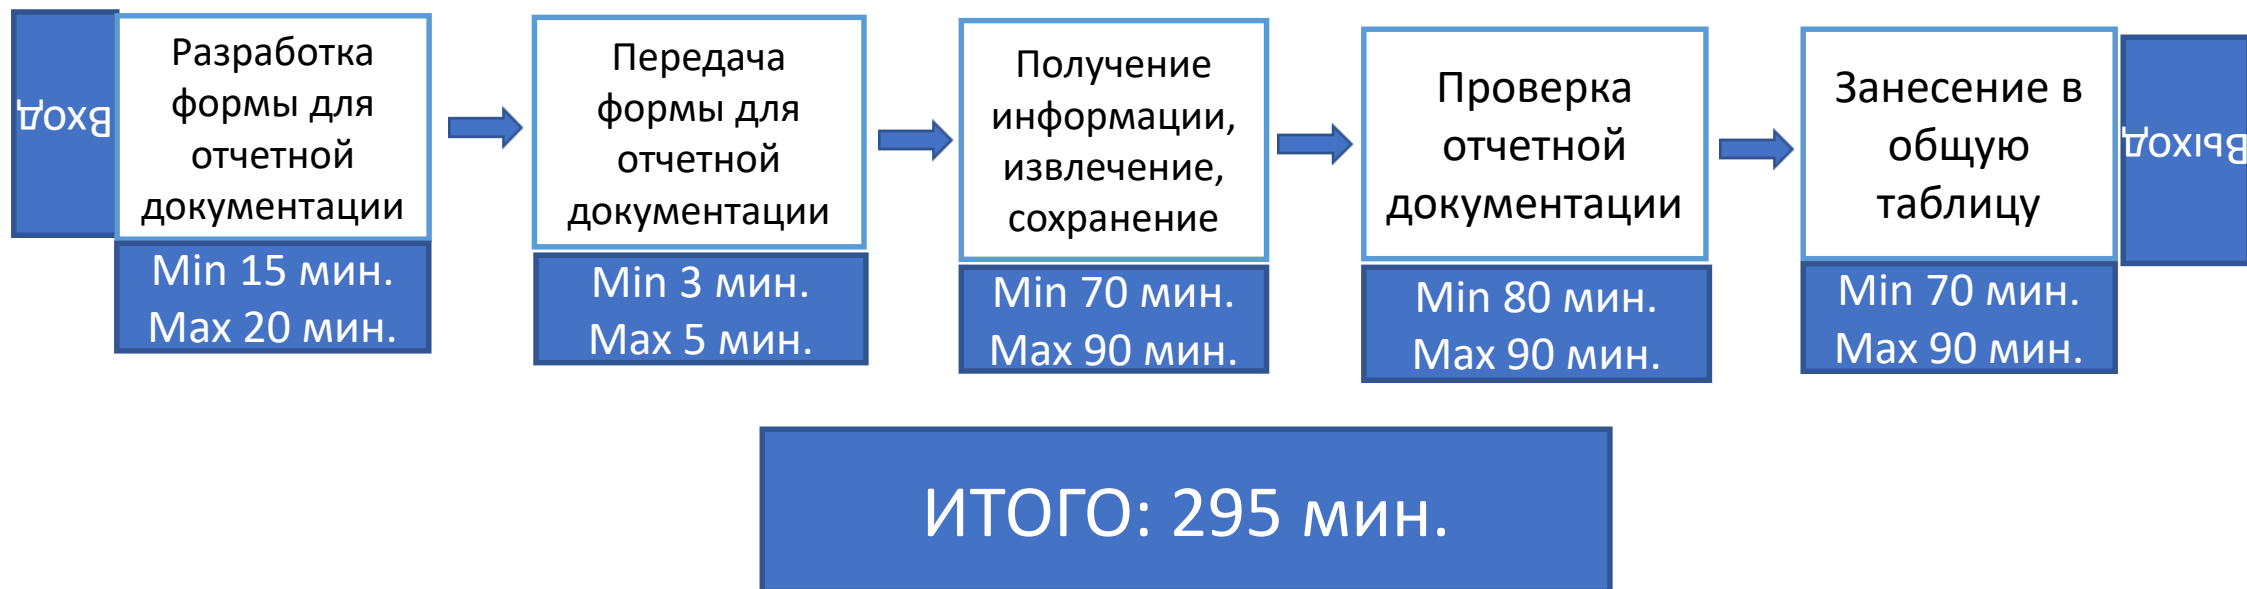 Вход
Разработка
формы для
отчетной
документации
Min 15 мин.
Max 20 мин.
Передача
формы для
отчетной
документации
Min 3 мин.
Max 5 мин.
Получение
информации,
извлечение,
сохранение
Min 70 мин.
Max 90 мин.
Проверка
отчетной
документации
Min 80 мин.
Max 90 мин.
Занесение в
общую
таблицу
Min 70 мин.
Max 90 мин.
Выход
ИТОГО: 295 мин.